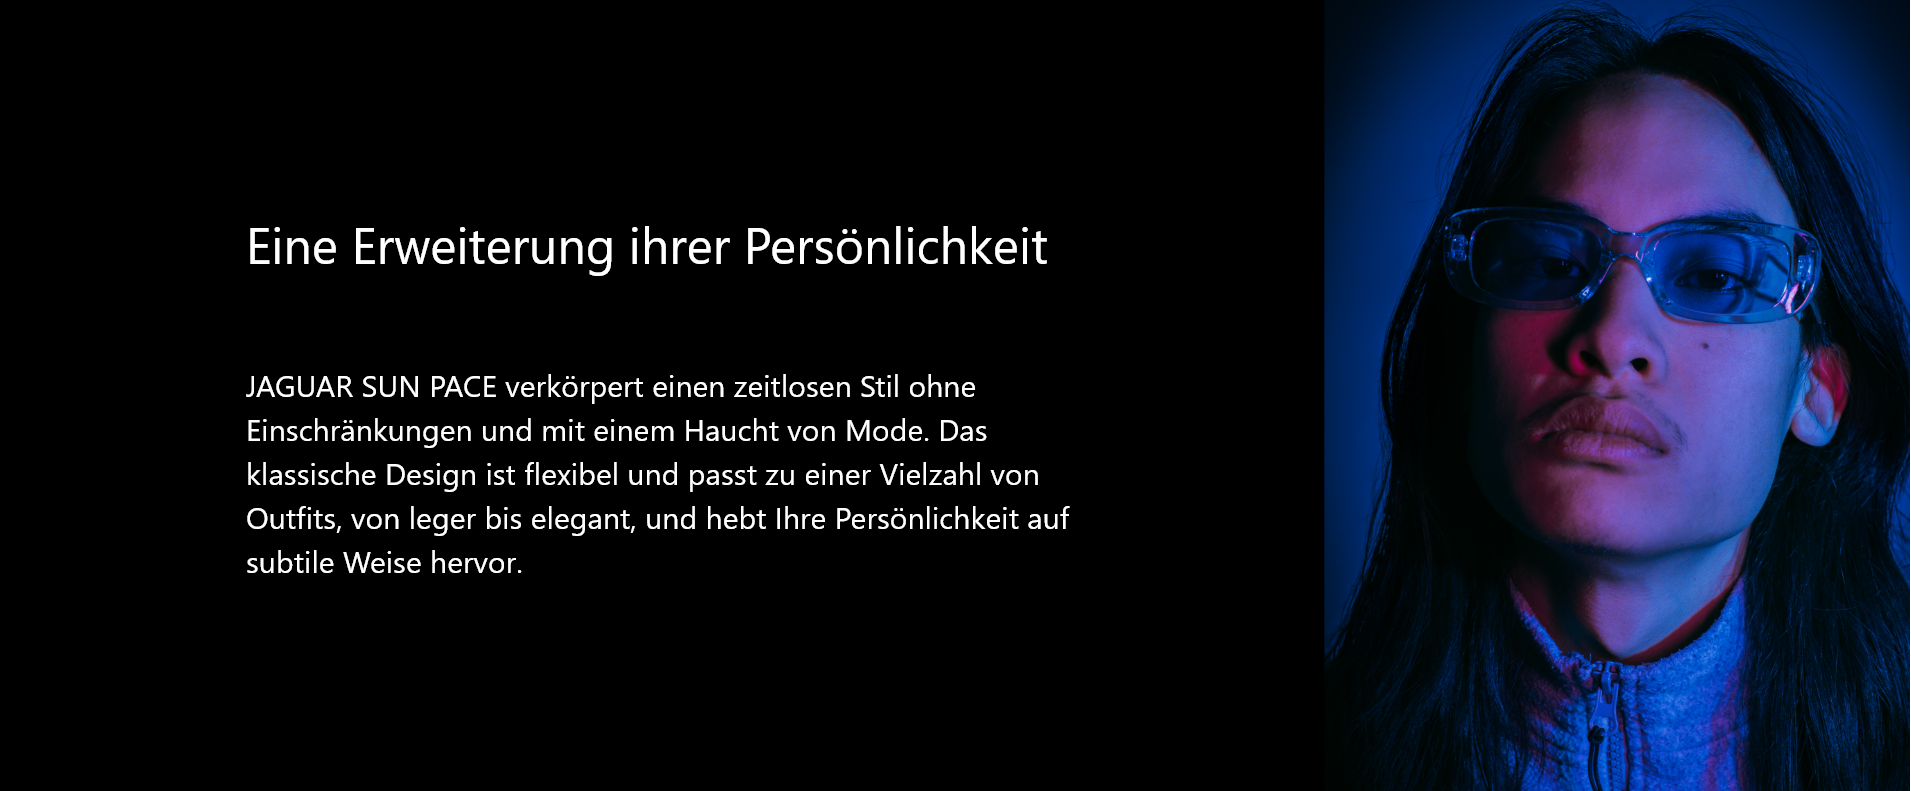 Eine Erweiterung ihrer Persönlichkeit
JAGUAR SUN PACE verkörpert einen zeitlosen Stil ohne
Einschränkungen und mit einem Haucht von Mode. Das
klassische Design ist flexibel und passt zu einer Vielzahl von
Outfits, von leger bis elegant, und hebt Ihre Persönlichkeit auf
subtile Weise hervor.